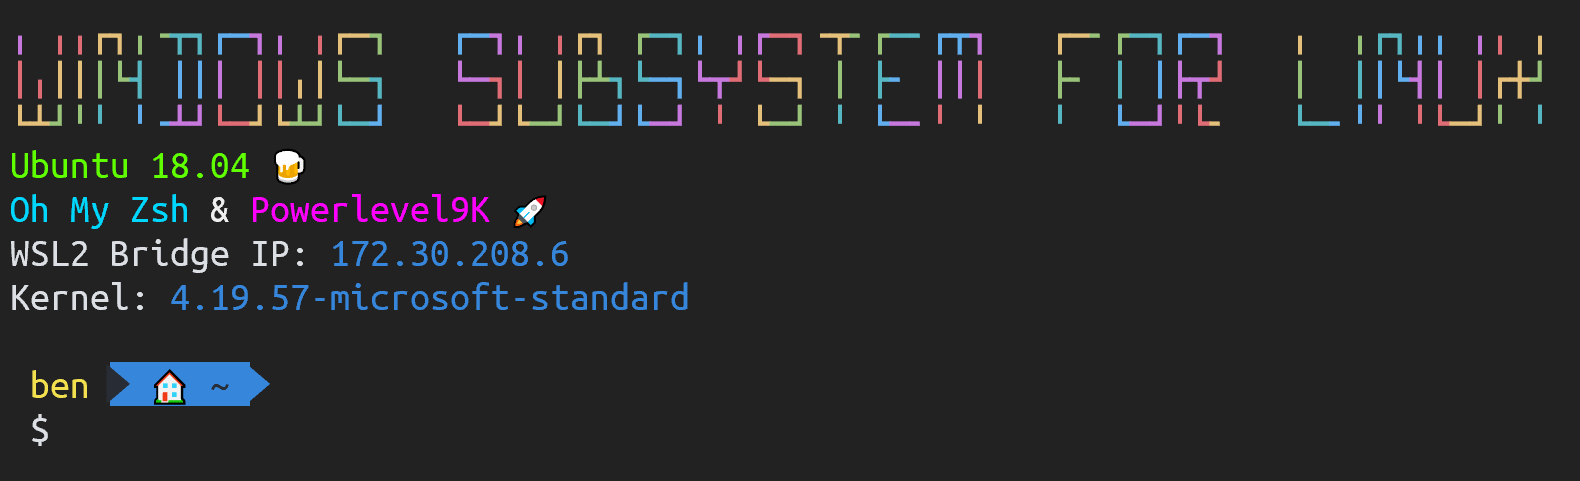 WINDOWS SUBSYSTEM FOR LINUX
Ubuntu 18.04 🍺
Oh My Zsh & Powerlevel9K 🚀
WSL2 Bridge IP: 172.30.208.6
Kernel: 4.19.57-microsoft-standard
ben 🏠 ~
$